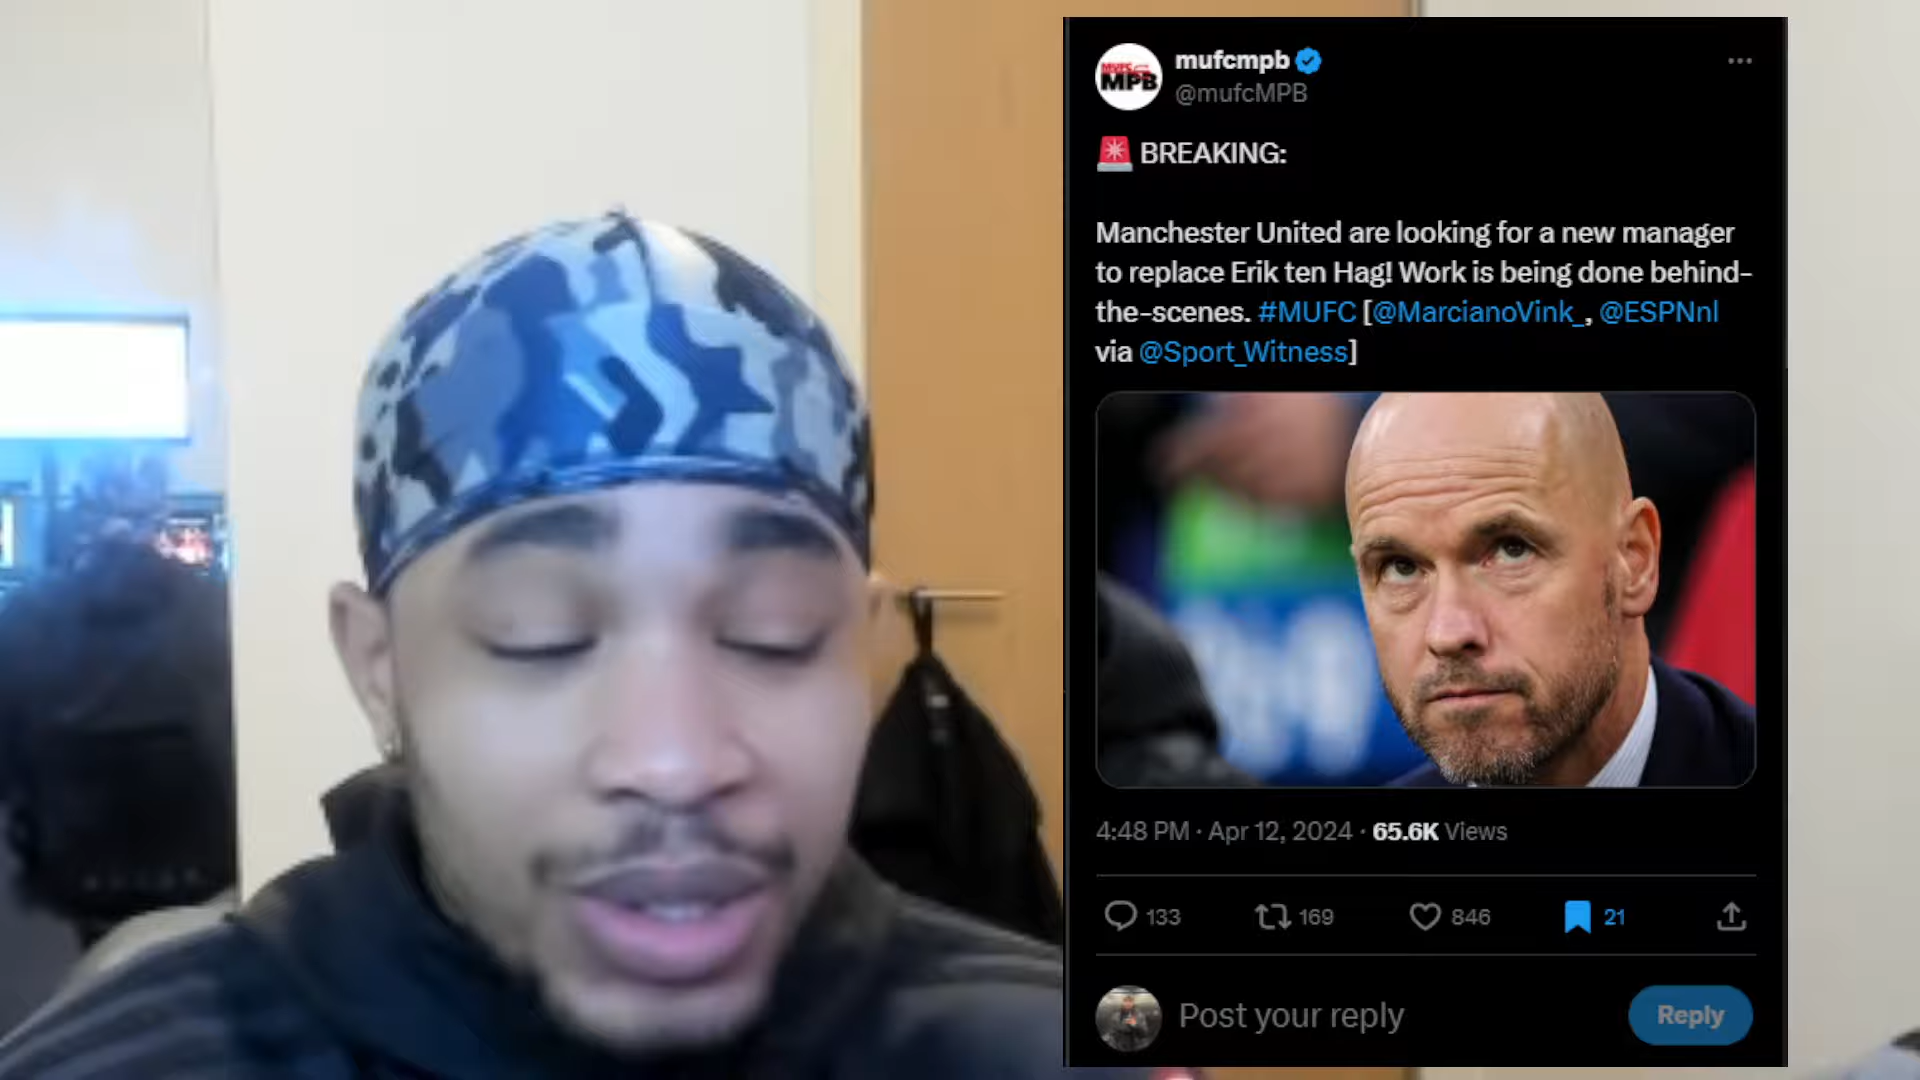 MUFC
MPB
mufcmpb
@mufcMPB
🚨 BREAKING:
Manchester United are looking for a new manager
to replace Erik ten Hag! Work is being done behind-
the-scenes. #MUFC [@MarcianoVink_, @ESPNnl
via @Sport_Witness]
4:48 PM · Apr 12, 2024 · 65.6K Views
133 169 846 21
Post your reply
Reply